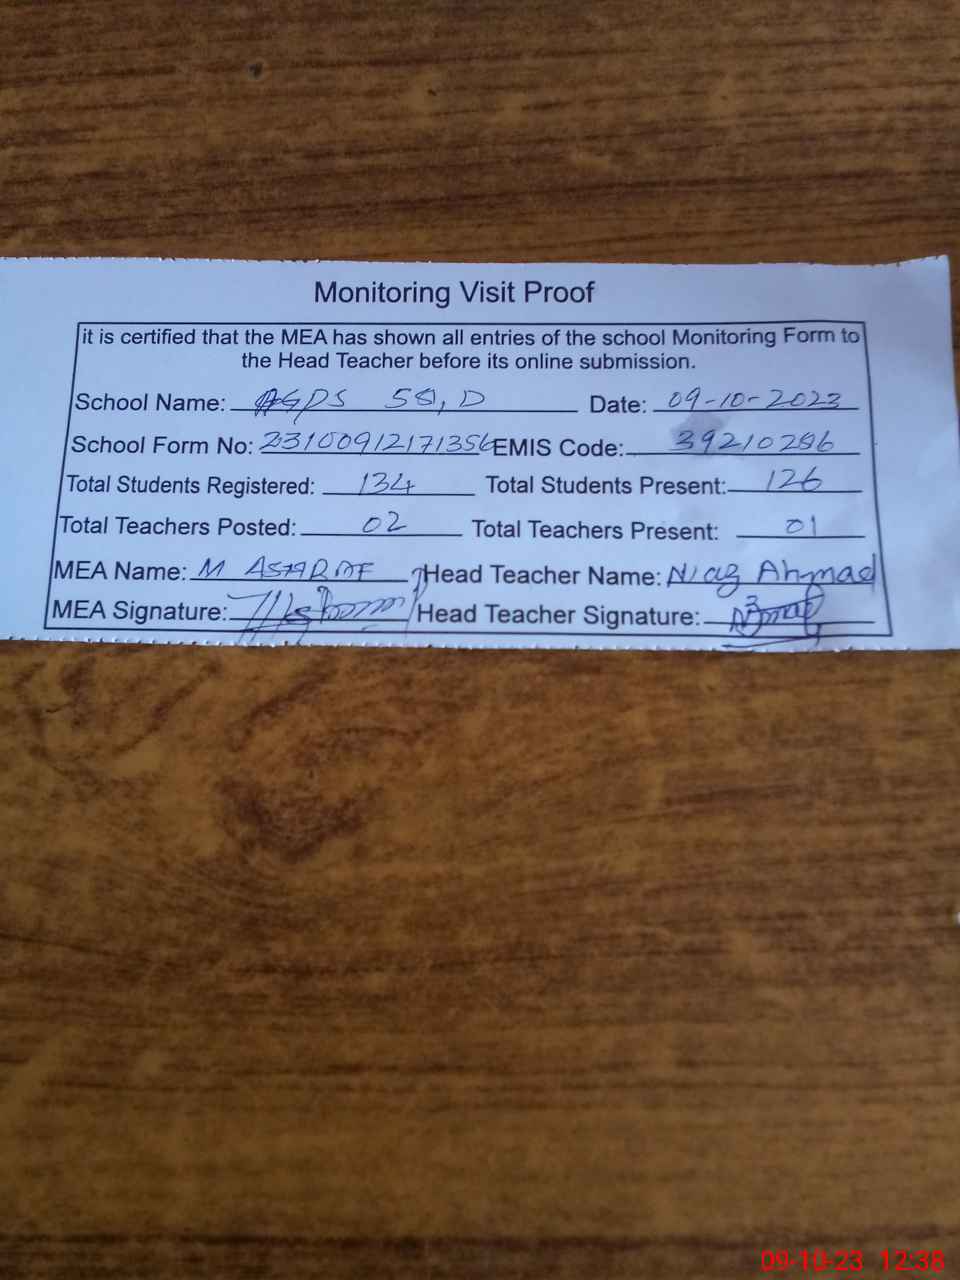 Monitoring Visit Proof
it is certified that the MEA has shown all entries of the school Monitoring Form to
the Head Teacher before its online submission.
School Name: GPS Date: 09-10-2023
School Form No: 23100912171356 EMIS Code: 39210286
Total Students Registered: 134 Total Students Present: 126
Total Teachers Posted: 02 Total Teachers Present: 01
MEA Name: M ASHRAF Head Teacher Name: Niaz Ahmad
MEA Signature: Head Teacher Signature:
09-10-23 12:38